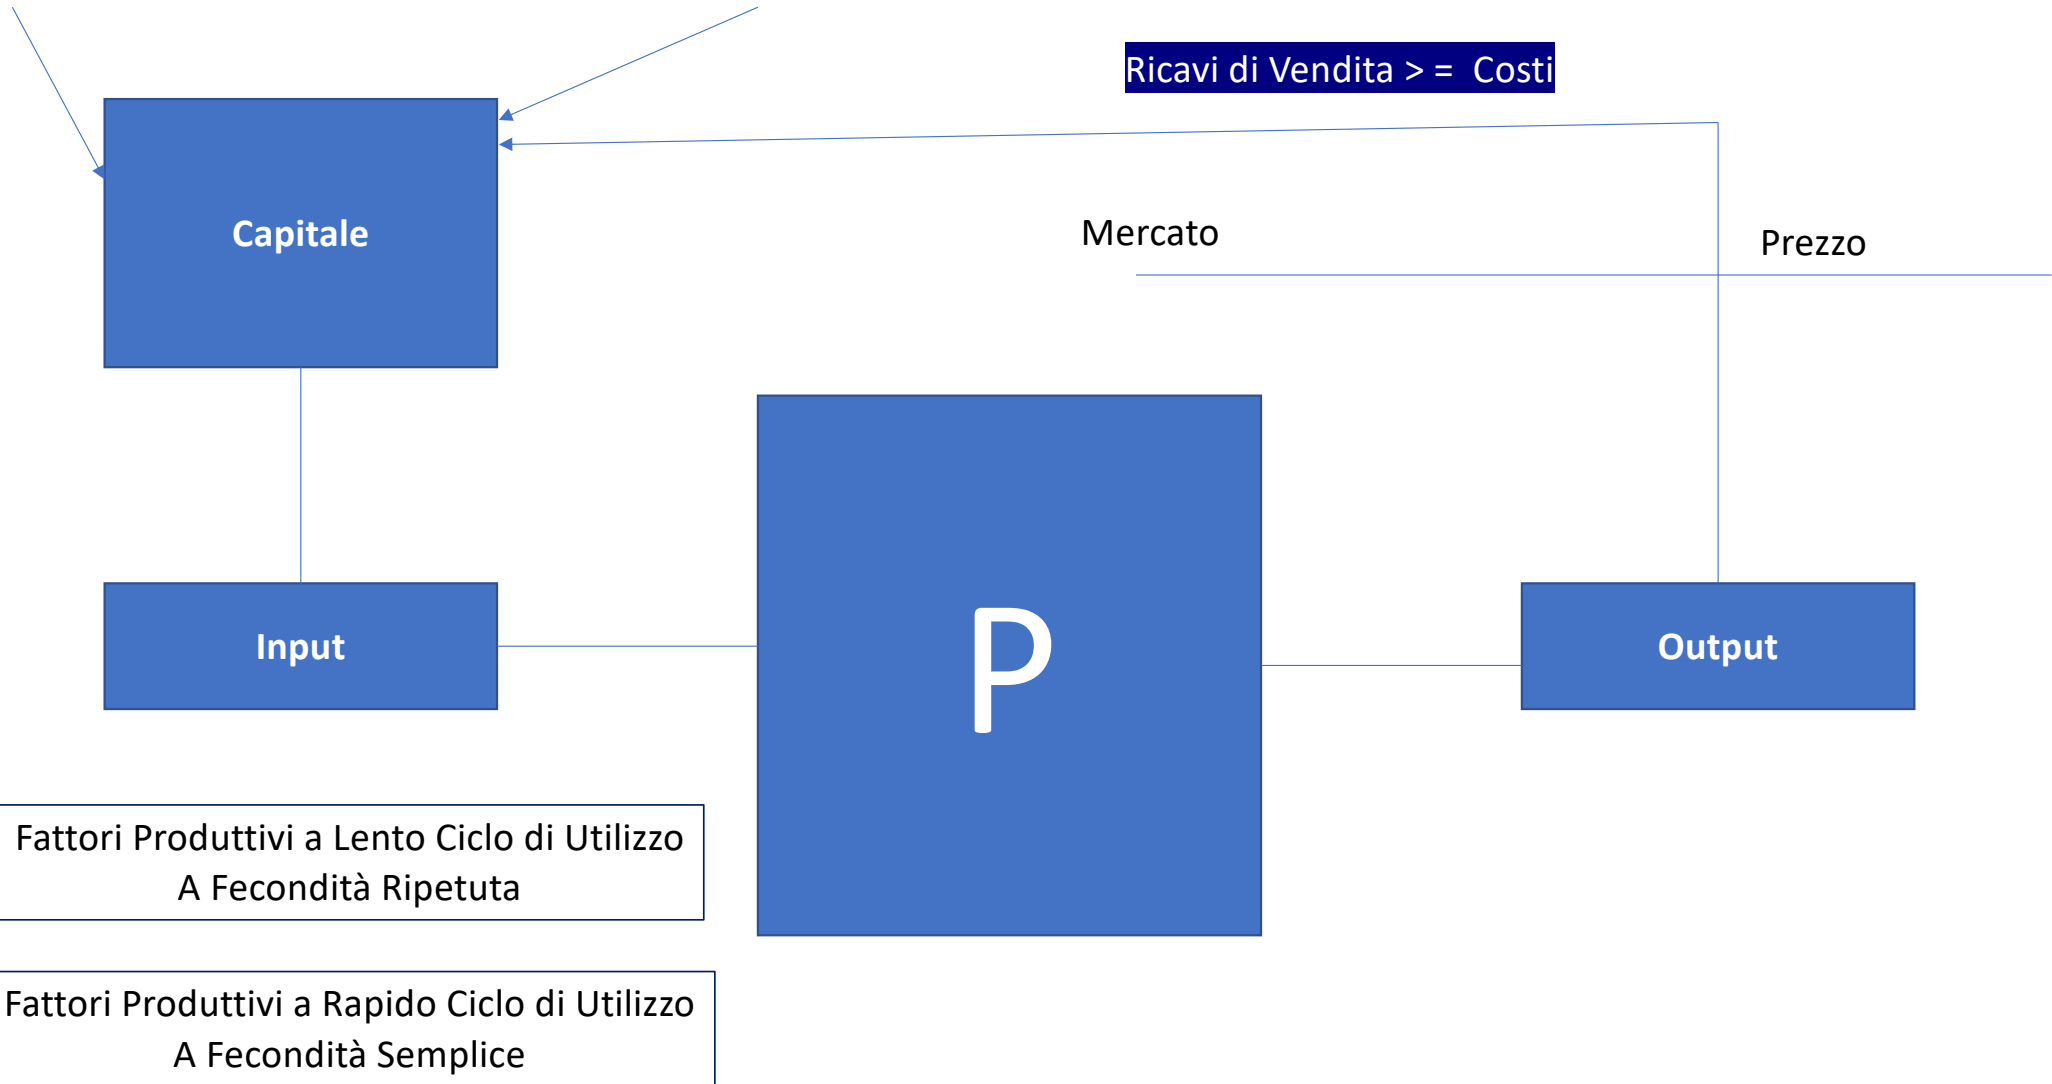 Ricavi di Vendita > =  Costi
Capitale
Mercato
Prezzo
Input
P
Output
Fattori Produttivi a Lento Ciclo di Utilizzo
A Fecondità Ripetuta
Fattori Produttivi a Rapido Ciclo di Utilizzo
A Fecondità Semplice